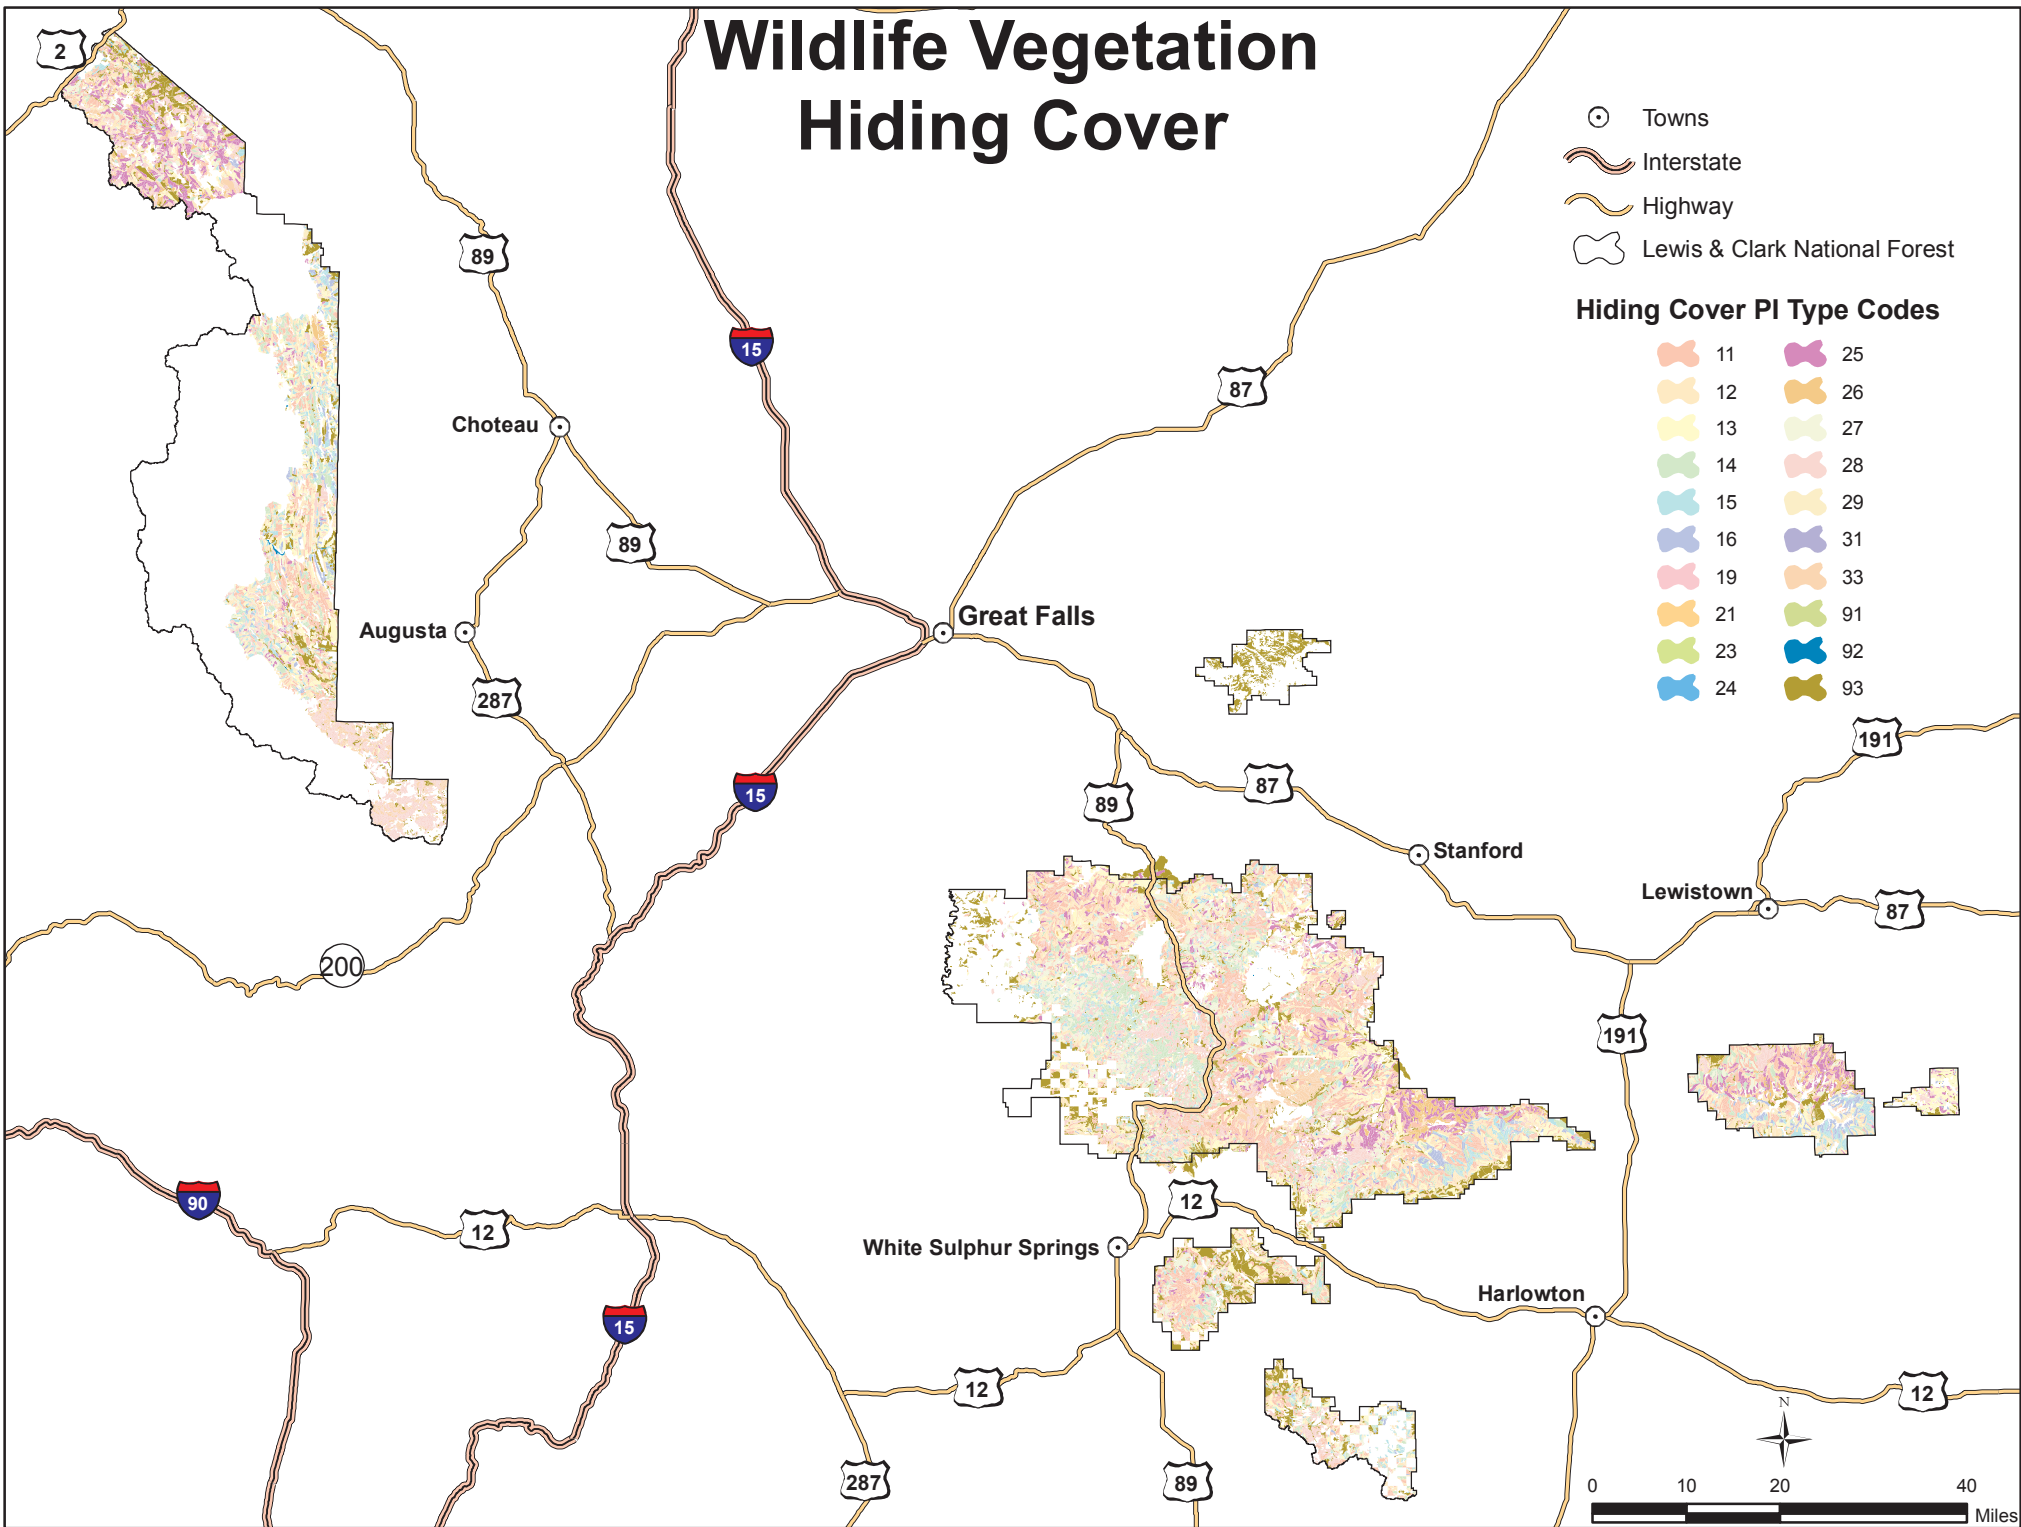 Wildlife Vegetation
Hiding Cover
Towns
Interstate
Highway
Lewis & Clark National Forest
Hiding Cover PI Type Codes
11
25
12
26
13
27
14
28
15
29
16
31
19
33
21
91
23
92
24
93
2
89
15
87
Choteau
89
Augusta
Great Falls
287
191
15
89
87
Stanford
Lewistown
87
200
191
90
12
12
White Sulphur Springs
Harlowton
15
12
12
N
287
89
0 10 20 40
Miles